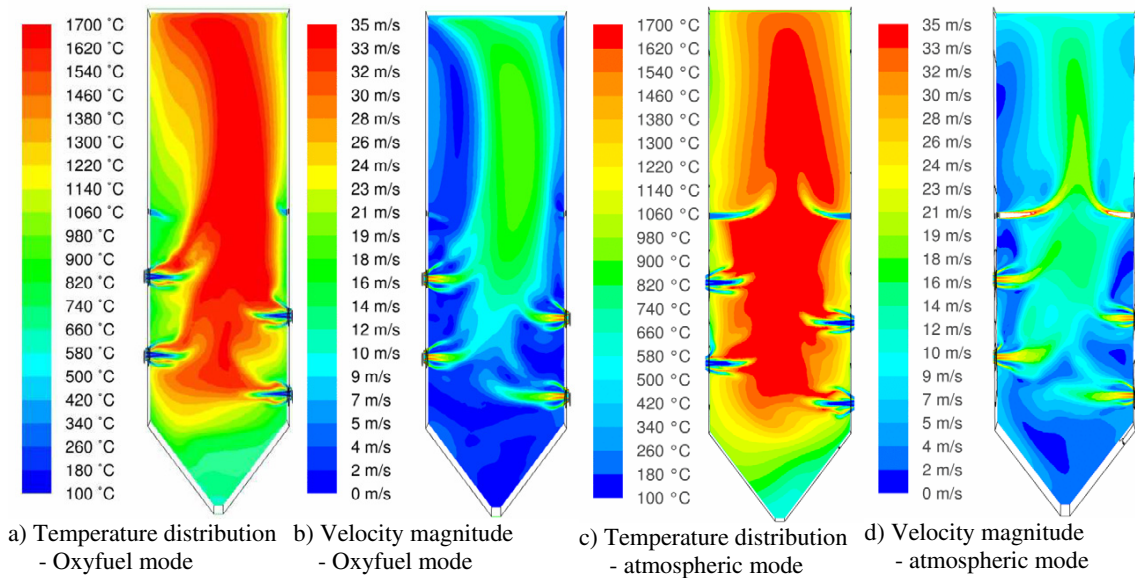 1700 °C
1620 °C
1540 °C
1460 °C
1380 °C
1300 °C
1220 °C
1140 °C
1060 °C
980 °C
900 °C
820 °C
740 °C
660 °C
580 °C
500 °C
420 °C
340 °C
260 °C
180 °C
100 °C
a) Temperature distribution
- Oxyfuel mode
35 m/s
33 m/s
32 m/s
30 m/s
28 m/s
26 m/s
24 m/s
23 m/s
21 m/s
19 m/s
18 m/s
16 m/s
14 m/s
12 m/s
10 m/s
9 m/s
7 m/s
5 m/s
4 m/s
2 m/s
0 m/s
b) Velocity magnitude
- Oxyfuel mode
1700 °C
1620 °C
1540 °C
1460 °C
1380 °C
1300 °C
1220 °C
1140 °C
1060 °C
980 °C
900 °C
820 °C
740 °C
660 °C
580 °C
500 °C
420 °C
340 °C
260 °C
180 °C
100 °C
c) Temperature distribution
- atmospheric mode
35 m/s
33 m/s
32 m/s
30 m/s
28 m/s
26 m/s
24 m/s
23 m/s
21 m/s
19 m/s
18 m/s
16 m/s
14 m/s
12 m/s
10 m/s
9 m/s
7 m/s
5 m/s
4 m/s
2 m/s
0 m/s
d) Velocity magnitude
- atmospheric mode